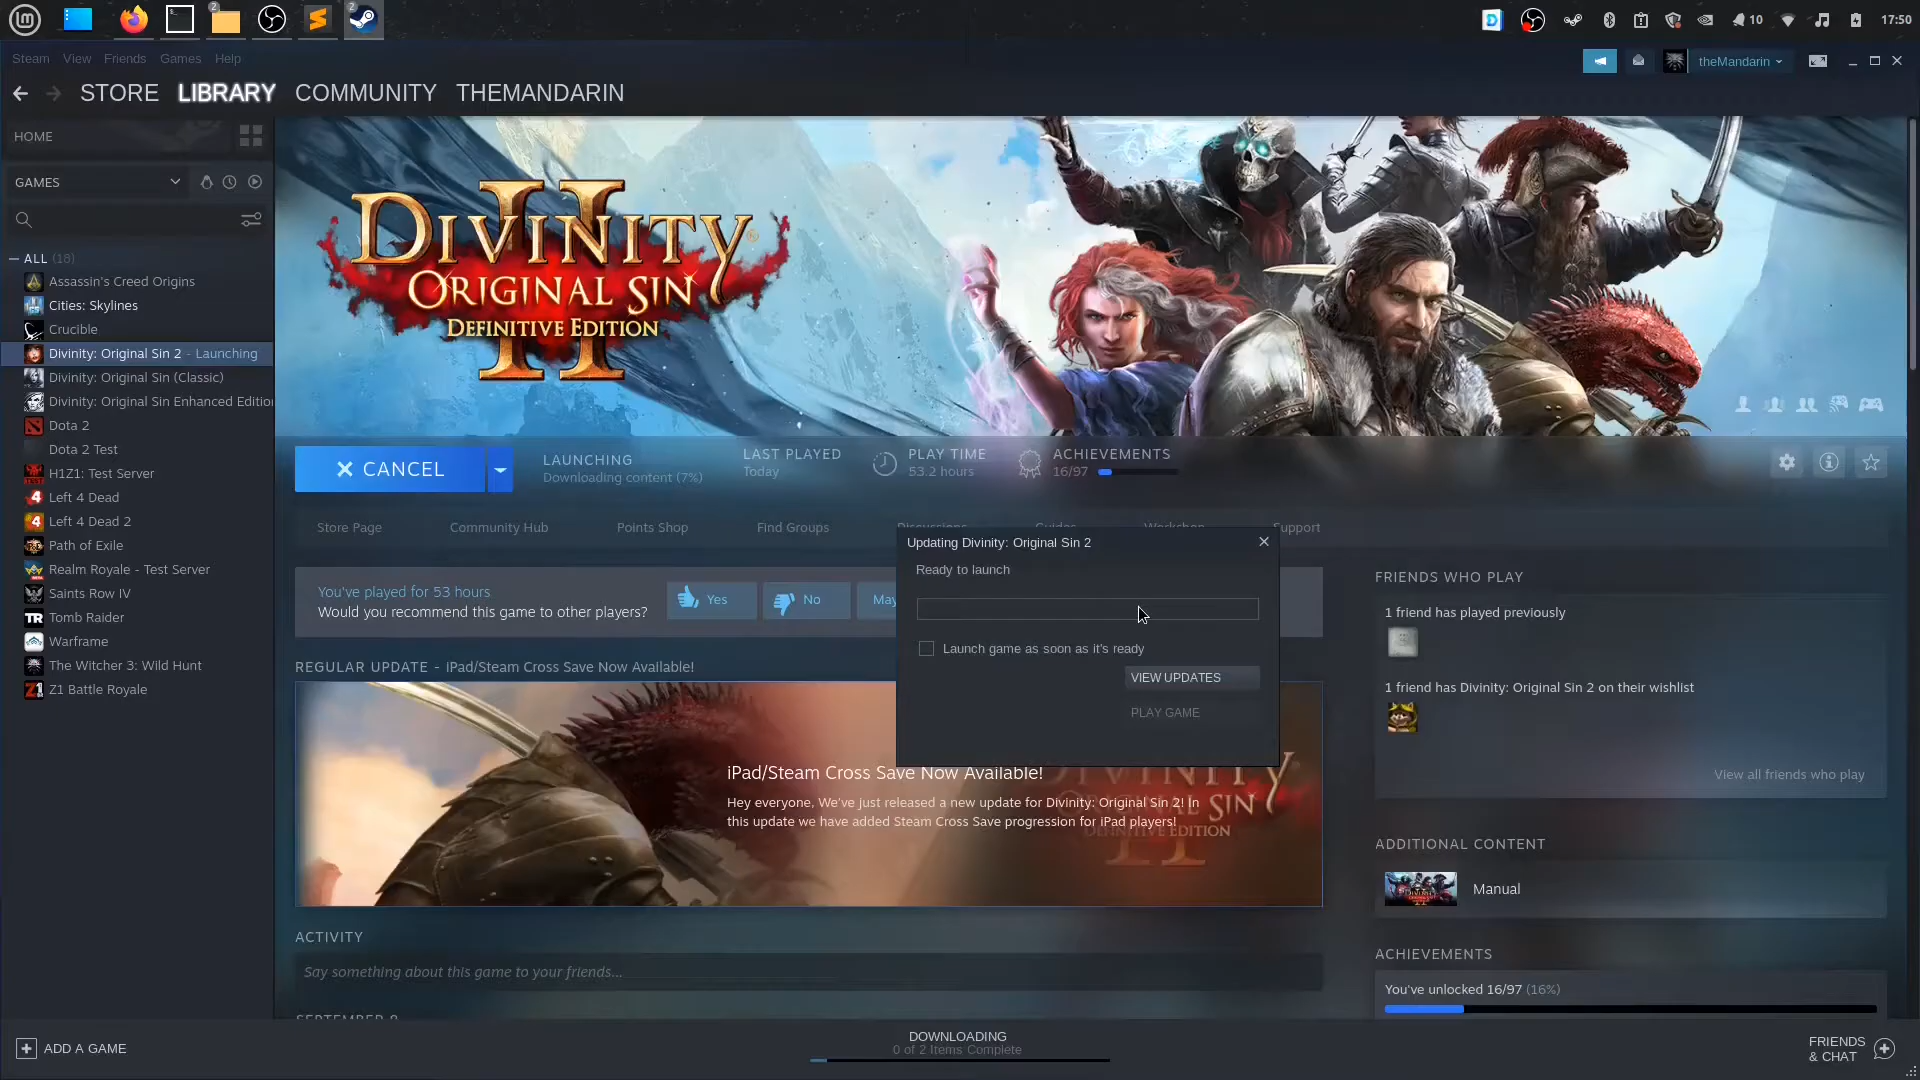 10
17:50
Steam View Friends Games Help
theMandarin
STORE LIBRARY COMMUNITY THEMANDARIN
HOME
GAMES
ALL (18)
Assassin's Creed Origins
Cities: Skylines
Crucible
Divinity: Original Sin 2 - Launching
Divinity: Original Sin (Classic)
Divinity: Original Sin Enhanced Editio
Dota 2
Dota 2 Test
H1Z1: Test Server
Left 4 Dead
Left 4 Dead 2
Path of Exile
Realm Royale - Test Server
Saints Row IV
Tomb Raider
Warframe
The Witcher 3: Wild Hunt
Z1 Battle Royale
ADD A GAME
DIVINITY
II
ORIGINAL SIN
DEFINITIVE EDITION
CANCEL
LAUNCHING
Downloading content (7%)
LAST PLAYED
Today
PLAY TIME
53.2 hours
ACHIEVEMENTS
16/97
Store Page Community Hub Points Shop Find Groups Discussions Guides Workshop Support
You've played for 53 hours
Would you recommend this game to other players?
Yes No May
Updating Divinity: Original Sin 2
Ready to launch
Launch game as soon as it's ready
VIEW UPDATES
PLAY GAME
REGULAR UPDATE - IPad/Steam Cross Save Now Available!
iPad/Steam Cross Save Now Available!
Hey everyone, We've just released a new update for Divinity: Original Sin 2! In
this update we have added Steam Cross Save progression for iPad players!
DIVINITY
ORIGINAL SIN
DEFINITIVE EDITION
ACTIVITY
Say something about this game to your friends...
FRIENDS WHO PLAY
1 friend has played previously
1 friend has Divinity: Original Sin 2 on their wishlist
View all friends who play
ADDITIONAL CONTENT
Manual
ACHIEVEMENTS
You've unlocked 16/97 (16%)
DOWNLOADING
0 of 2 Items Complete
FRIENDS
& CHAT